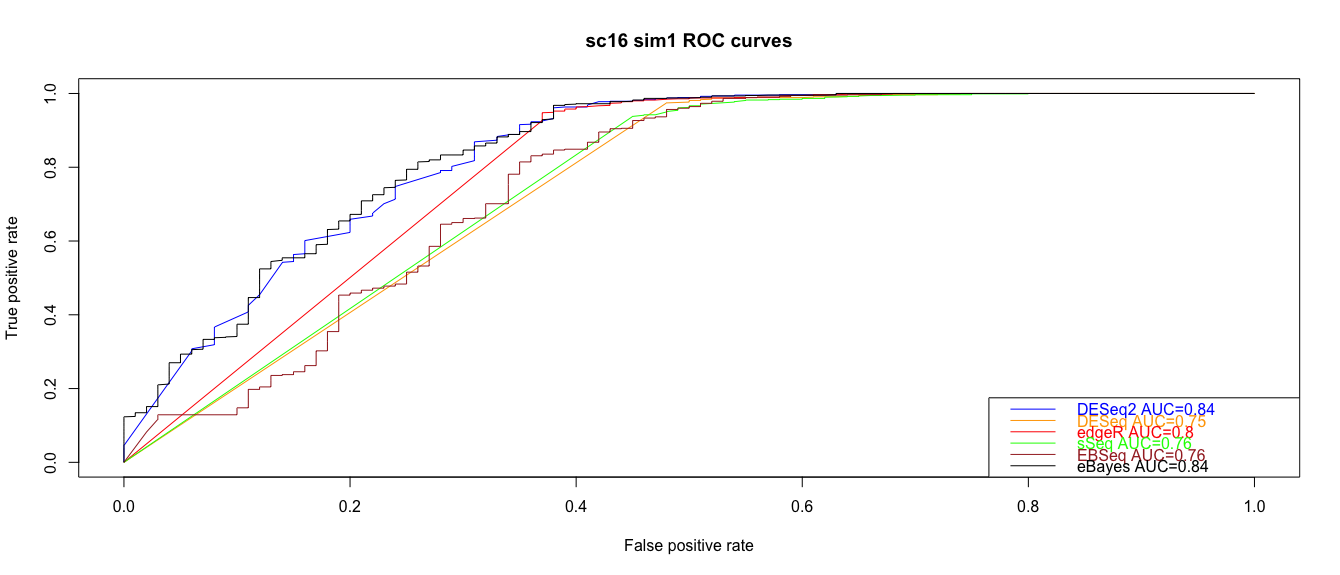 sc16 sim1 ROC curves
True positive rate
1.0
0.8
0.6
0.4
0.2
0.0
DESeq2 AUC=0.84
DESeq AUC=0.75
edgeR AUC=0.8
sSeq AUC=0.76
EBSeq AUC=0.76
eBayes AUC=0.84
0.0 0.2 0.4 0.6 0.8 1.0
False positive rate